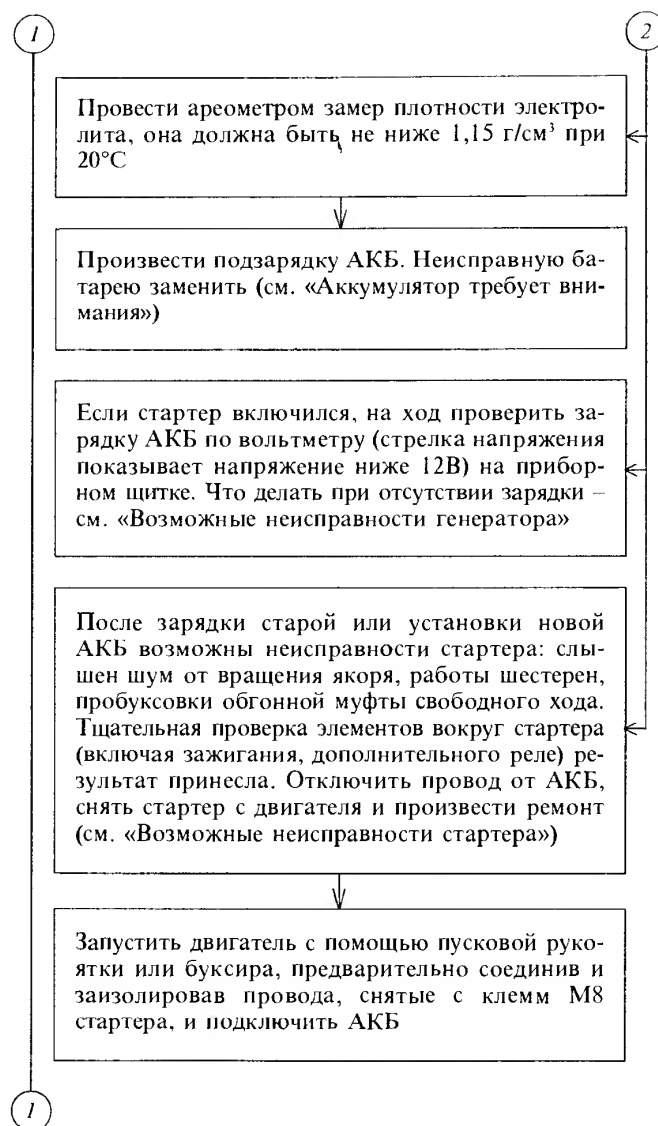 1
2
Провести ареометром замер плотности электро-
лита, она должна быть не ниже 1,15 г/см³ при
20°С
Произвести подзарядку АКБ. Неисправную ба-
тарею заменить (см. «Аккумулятор требует вни-
мания»)
Если стартер включился, на ход проверить за-
рядку АКБ по вольтметру (стрелка напряжения
показывает напряжение ниже 12В) на прибор-
ном щитке. Что делать при отсутствии зарядки –
см. «Возможные неисправности генератора»
После зарядки старой или установки новой
АКБ возможны неисправности стартера: слы-
шен шум от вращения якоря, работы шестерен,
пробуксовки обгонной муфты свободного хода.
Тщательная проверка элементов вокруг стартера
(включая зажигания, дополнительного реле) ре-
зультат принесла. Отключить провод от АКБ,
снять стартер с двигателя и произвести ремонт
(см. «Возможные неисправности стартера»)
Запустить двигатель с помощью пусковой руко-
ятки или буксира, предварительно соединив и
заизолировав провода, снятые с клемм М8
стартера, и подключить АКБ
1